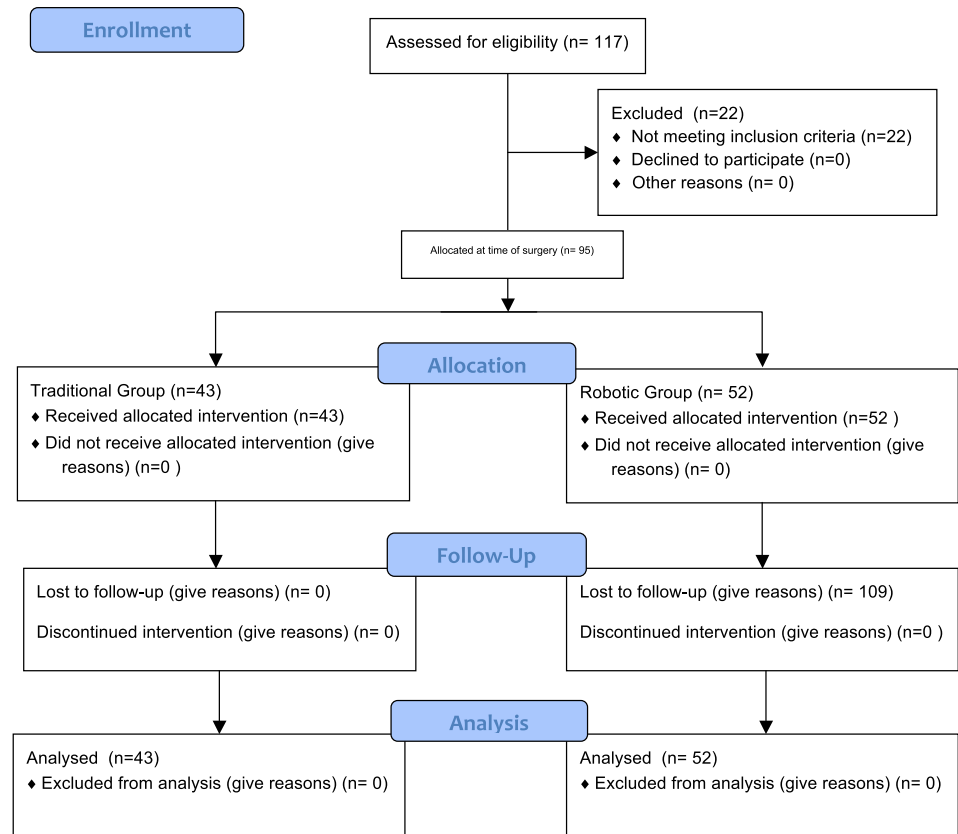 Enrollment
Assessed for eligibility (n= 117)
Excluded (n=22)
♦ Not meeting inclusion criteria (n=22)
♦ Declined to participate (n=0)
♦ Other reasons (n= 0)
Allocated at time of surgery (n= 95)
Allocation
Traditional Group (n=43)
♦ Received allocated intervention (n=43)
♦ Did not receive allocated intervention (give
reasons) (n=0 )
Robotic Group (n= 52)
♦ Received allocated intervention (n=52 )
♦ Did not receive allocated intervention (give
reasons) (n= 0)
Follow-Up
Lost to follow-up (give reasons) (n= 0)
Discontinued intervention (give reasons) (n= 0)
Lost to follow-up (give reasons) (n= 109)
Discontinued intervention (give reasons) (n=0 )
Analysis
Analysed (n=43)
♦ Excluded from analysis (give reasons) (n= 0)
Analysed (n= 52)
♦ Excluded from analysis (give reasons) (n= 0)